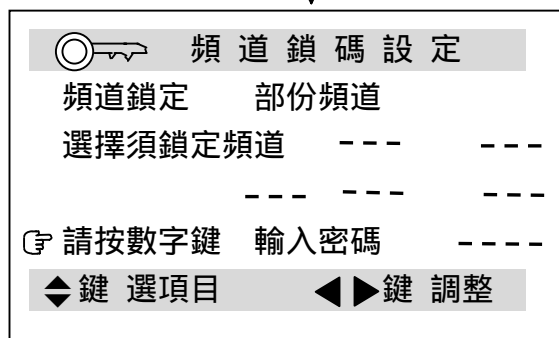 頻道鎖碼設定
頻道鎖定 部份頻道
選擇須鎖定頻道 --- ---
--- --- ---
☞請按數字鍵 輸入密碼 ----
◆鍵 選項目 ◀▶鍵 調整